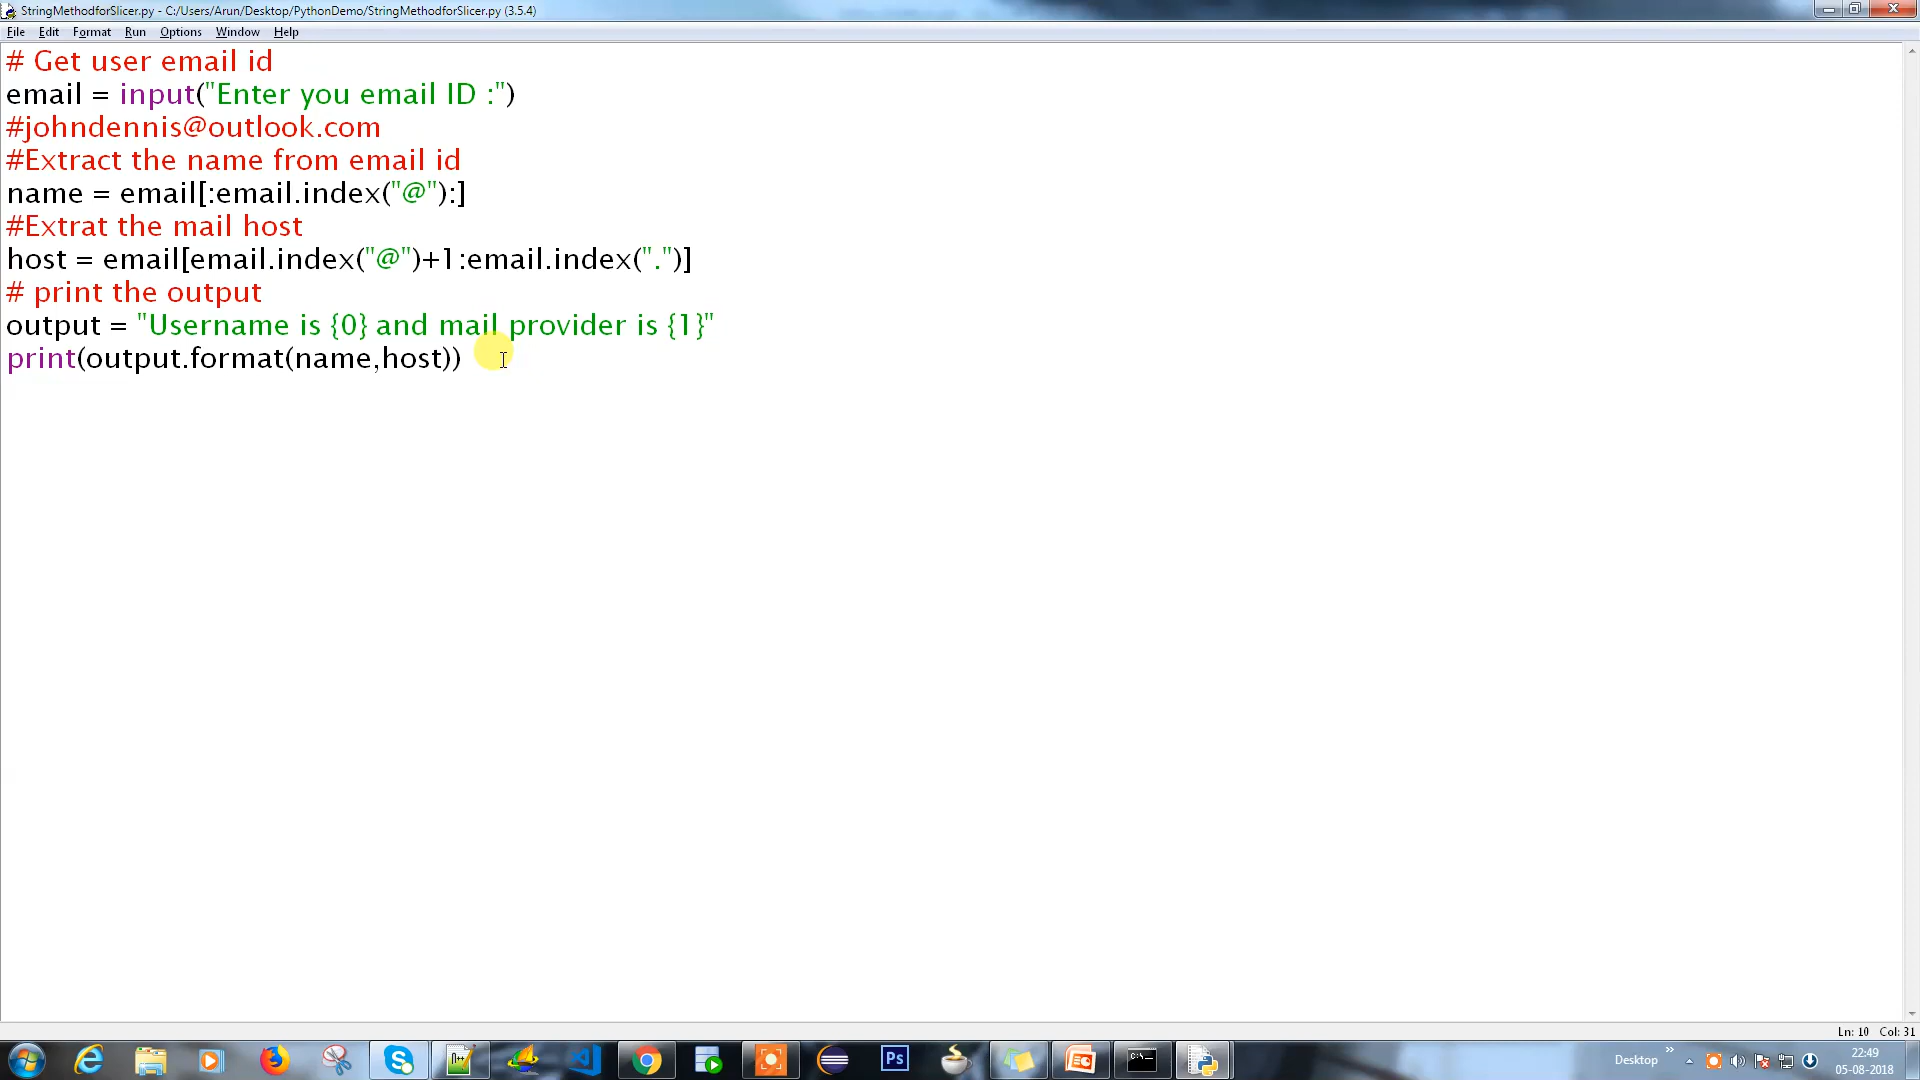 StringMethodforSlicer.py - C:/Users/Arun/Desktop/PythonDemo/StringMethodforSlicer.py (3.5.4)
File Edit Format Run Options Window Help
# Get user email id
email = input("Enter you email ID :")
#johndennis@outlook.com
#Extract the name from email id
name = email[:email.index("@"):]
#Extrat the mail host
host = email[email.index("@")+1:email.index(".")]
# print the output
output = "Username is {0} and mail provider is {1}"
print(output.format(name,host))
Ln: 10 Col: 31
Desktop
22:49
05-08-2018
N++
Ps
C:\